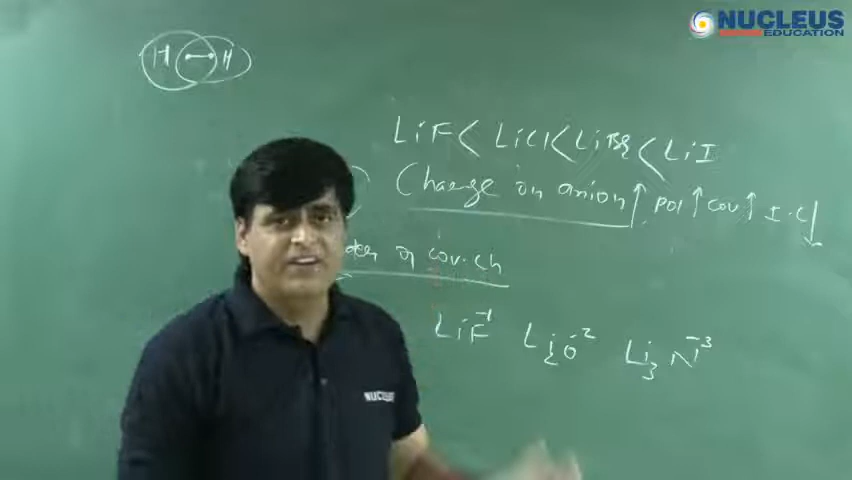 NUCLEUS
EDUCATION
H H
LiF < LiCl < LiBr < LiI
Charge on anion ↑ pol ↑ cov. ↑ I.C ↓
of cov. ch
LiF⁻¹ Li₂O⁻² Li₃N⁻³
NUCLEUS